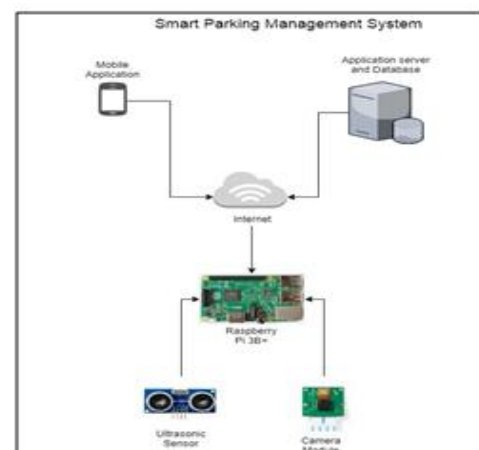 Smart Parking Management System
Mobile
Application
Application server
and Database
Internet
Raspberry
Pi 3B+
Ultrasonic
Sensor
Camera
Module